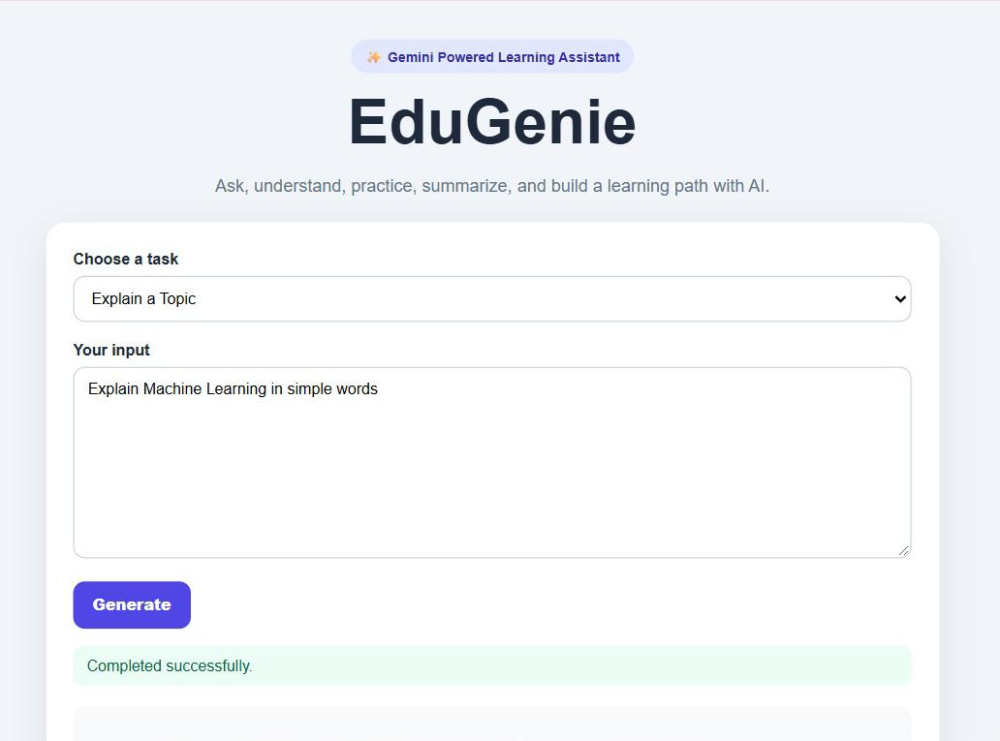 ✨ Gemini Powered Learning Assistant
EduGenie
Ask, understand, practice, summarize, and build a learning path with AI.
Choose a task
Explain a Topic
Your input
Explain Machine Learning in simple words
Generate
Completed successfully.